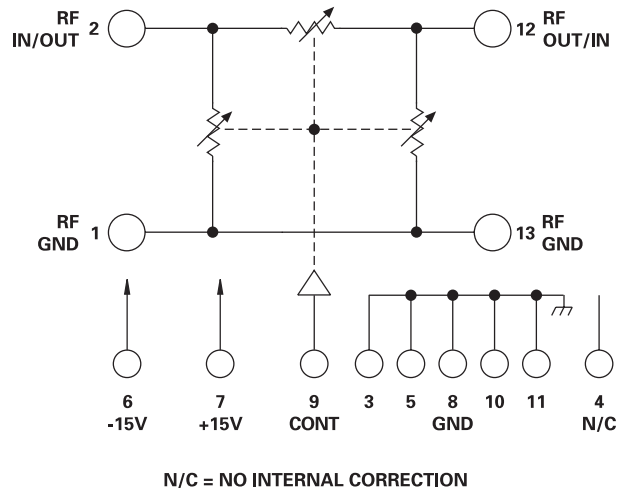 RF
IN/OUT 2
12 RF
OUT/IN
RF
GND 1
13 RF
GND
6 7 9 3 5 8 10 11 4
-15V +15V CONT GND N/C
N/C = NO INTERNAL CORRECTION